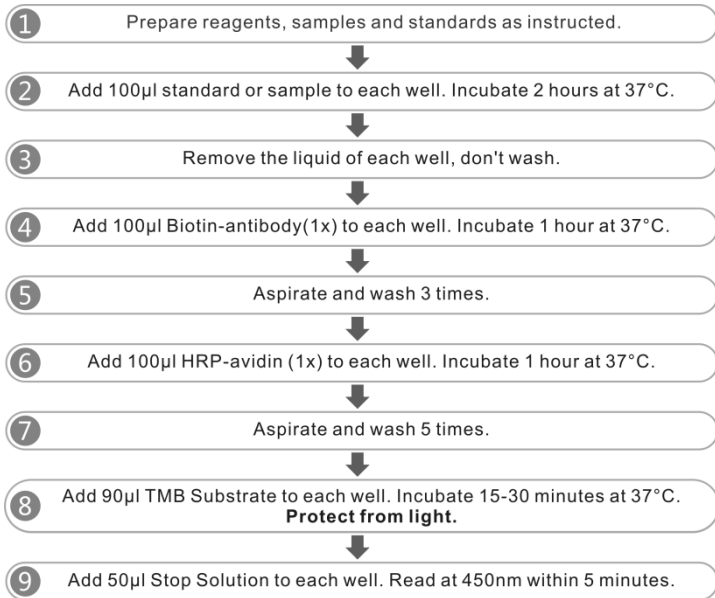 1 Prepare reagents, samples and standards as instructed.
2 Add 100μl standard or sample to each well. Incubate 2 hours at 37°C.
3 Remove the liquid of each well, don't wash.
4 Add 100μl Biotin-antibody(1x) to each well. Incubate 1 hour at 37°C.
5 Aspirate and wash 3 times.
6 Add 100μl HRP-avidin (1x) to each well. Incubate 1 hour at 37°C.
7 Aspirate and wash 5 times.
8 Add 90μl TMB Substrate to each well. Incubate 15-30 minutes at 37°C.
Protect from light.
9 Add 50μl Stop Solution to each well. Read at 450nm within 5 minutes.